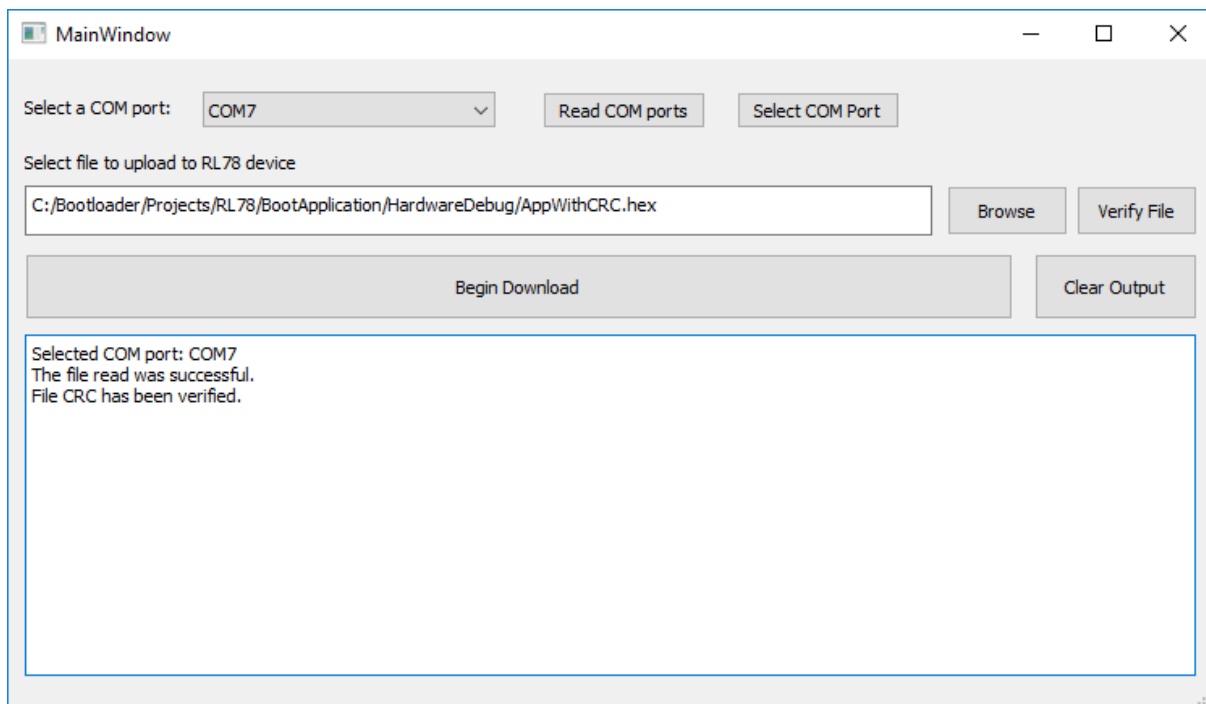 MainWindow
Select a COM port: COM7 Read COM ports Select COM Port
Select file to upload to RL78 device
C:/Bootloader/Projects/RL78/BootApplication/HardwareDebug/AppWithCRC.hex Browse Verify File
Begin Download Clear Output
Selected COM port: COM7
The file read was successful.
File CRC has been verified.